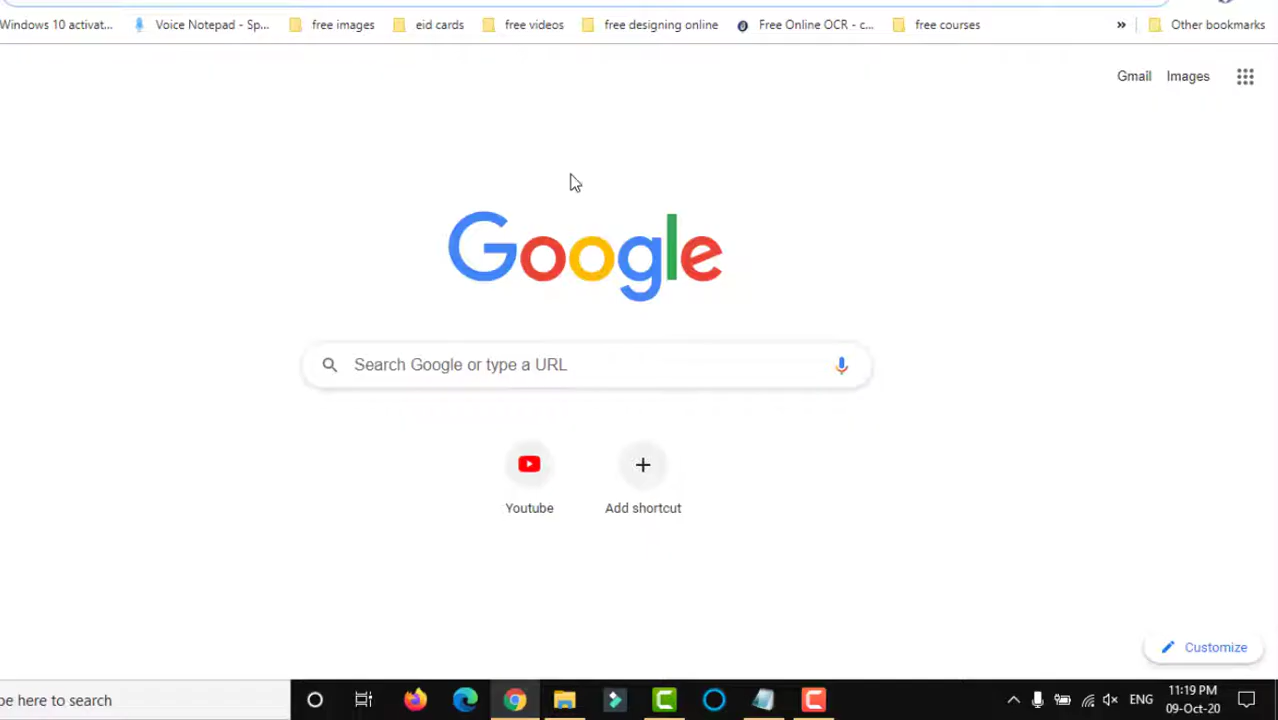 Windows 10 activat... Voice Notepad - Sp... free images eid cards free videos free designing online Free Online OCR - c... free courses » Other bookmarks
Gmail Images
Google
Search Google or type a URL
Youtube Add shortcut
Customize
pe here to search ENG 11:19 PM
09-Oct-20